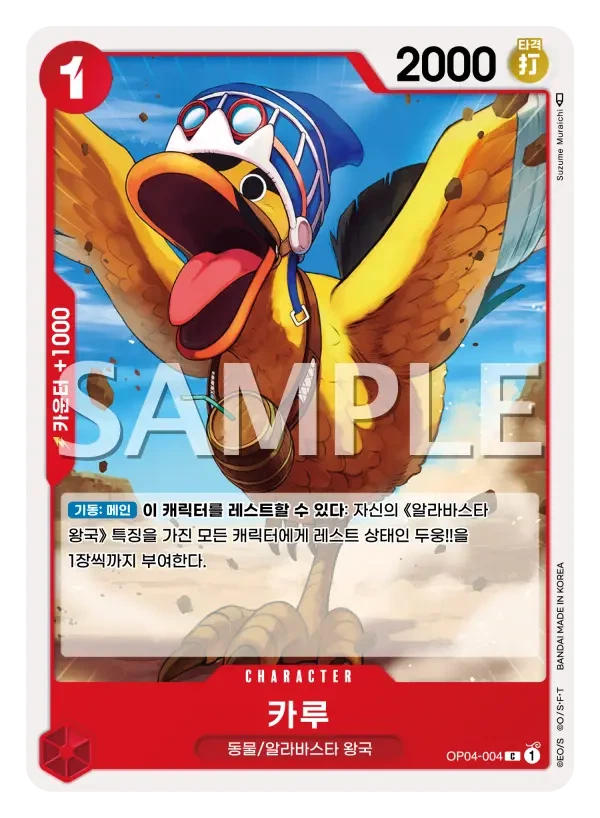 1
2000
타격
打
Suzume Muraichi
카운터 +1000
SAMPLE
기동: 메인 이 캐릭터를 레스트할 수 있다: 자신의 《알라바스타
왕국》 특징을 가진 모든 캐릭터에게 레스트 상태인 두웅!!을
1장씩까지 부여한다.
CHARACTER
카루
동물/알라바스타 왕국
OP04-004 C 1
©EO/S ©O/S·F·T BANDAI MADE IN KOREA